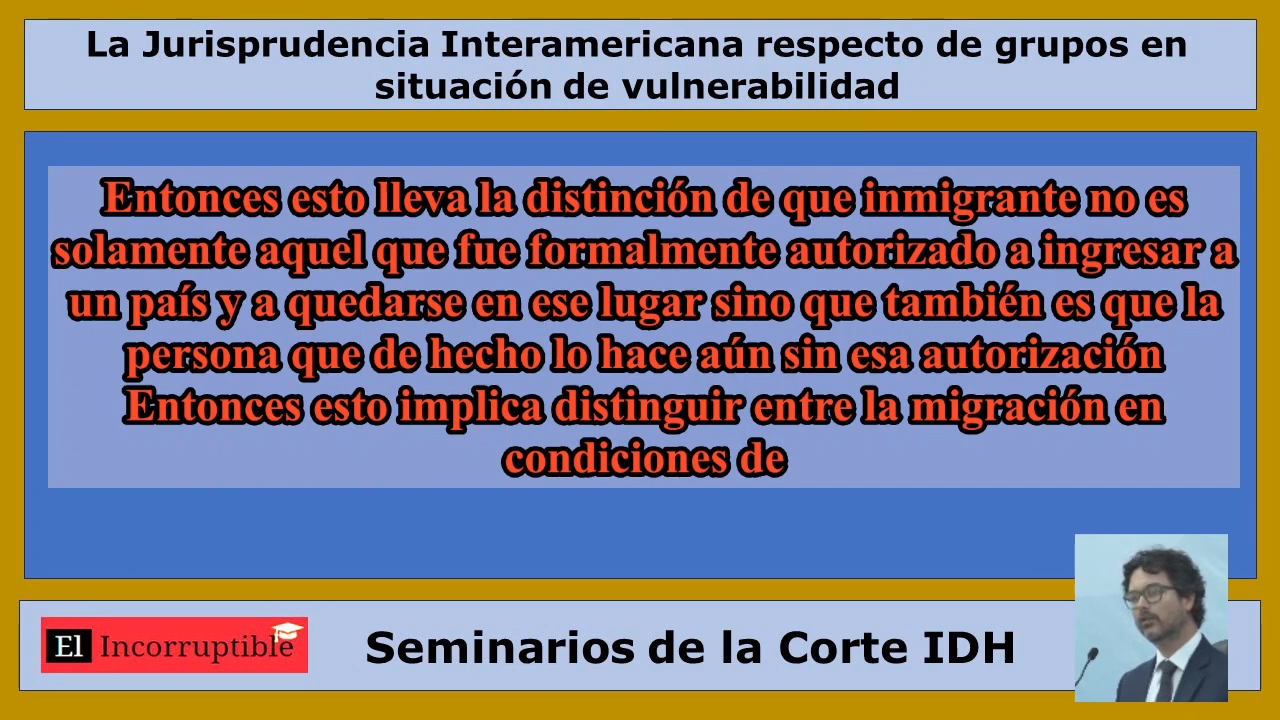 La Jurisprudencia Interamericana respecto de grupos en
situación de vulnerabilidad
Entonces esto lleva la distinción de que inmigrante no es
solamente aquel que fue formalmente autorizado a ingresar a
un país y a quedarse en ese lugar sino que también es que la
persona que de hecho lo hace aún sin esa autorización
Entonces esto implica distinguir entre la migración en
condiciones de
El Incorruptible
Seminarios de la Corte IDH